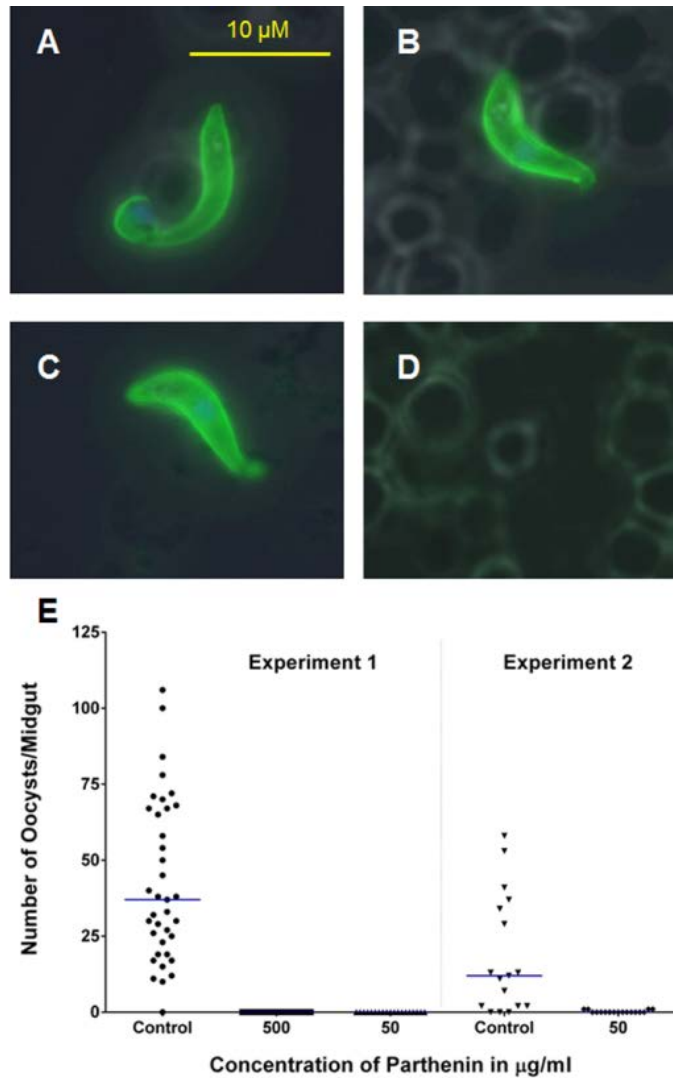 A
10 µM
B
C
D
E
125
100
75
50
25
0
Number of Oocysts/Midgut
Experiment 1
Experiment 2
Control
500
50
Control
50
Concentration of Parthenin in µg/ml